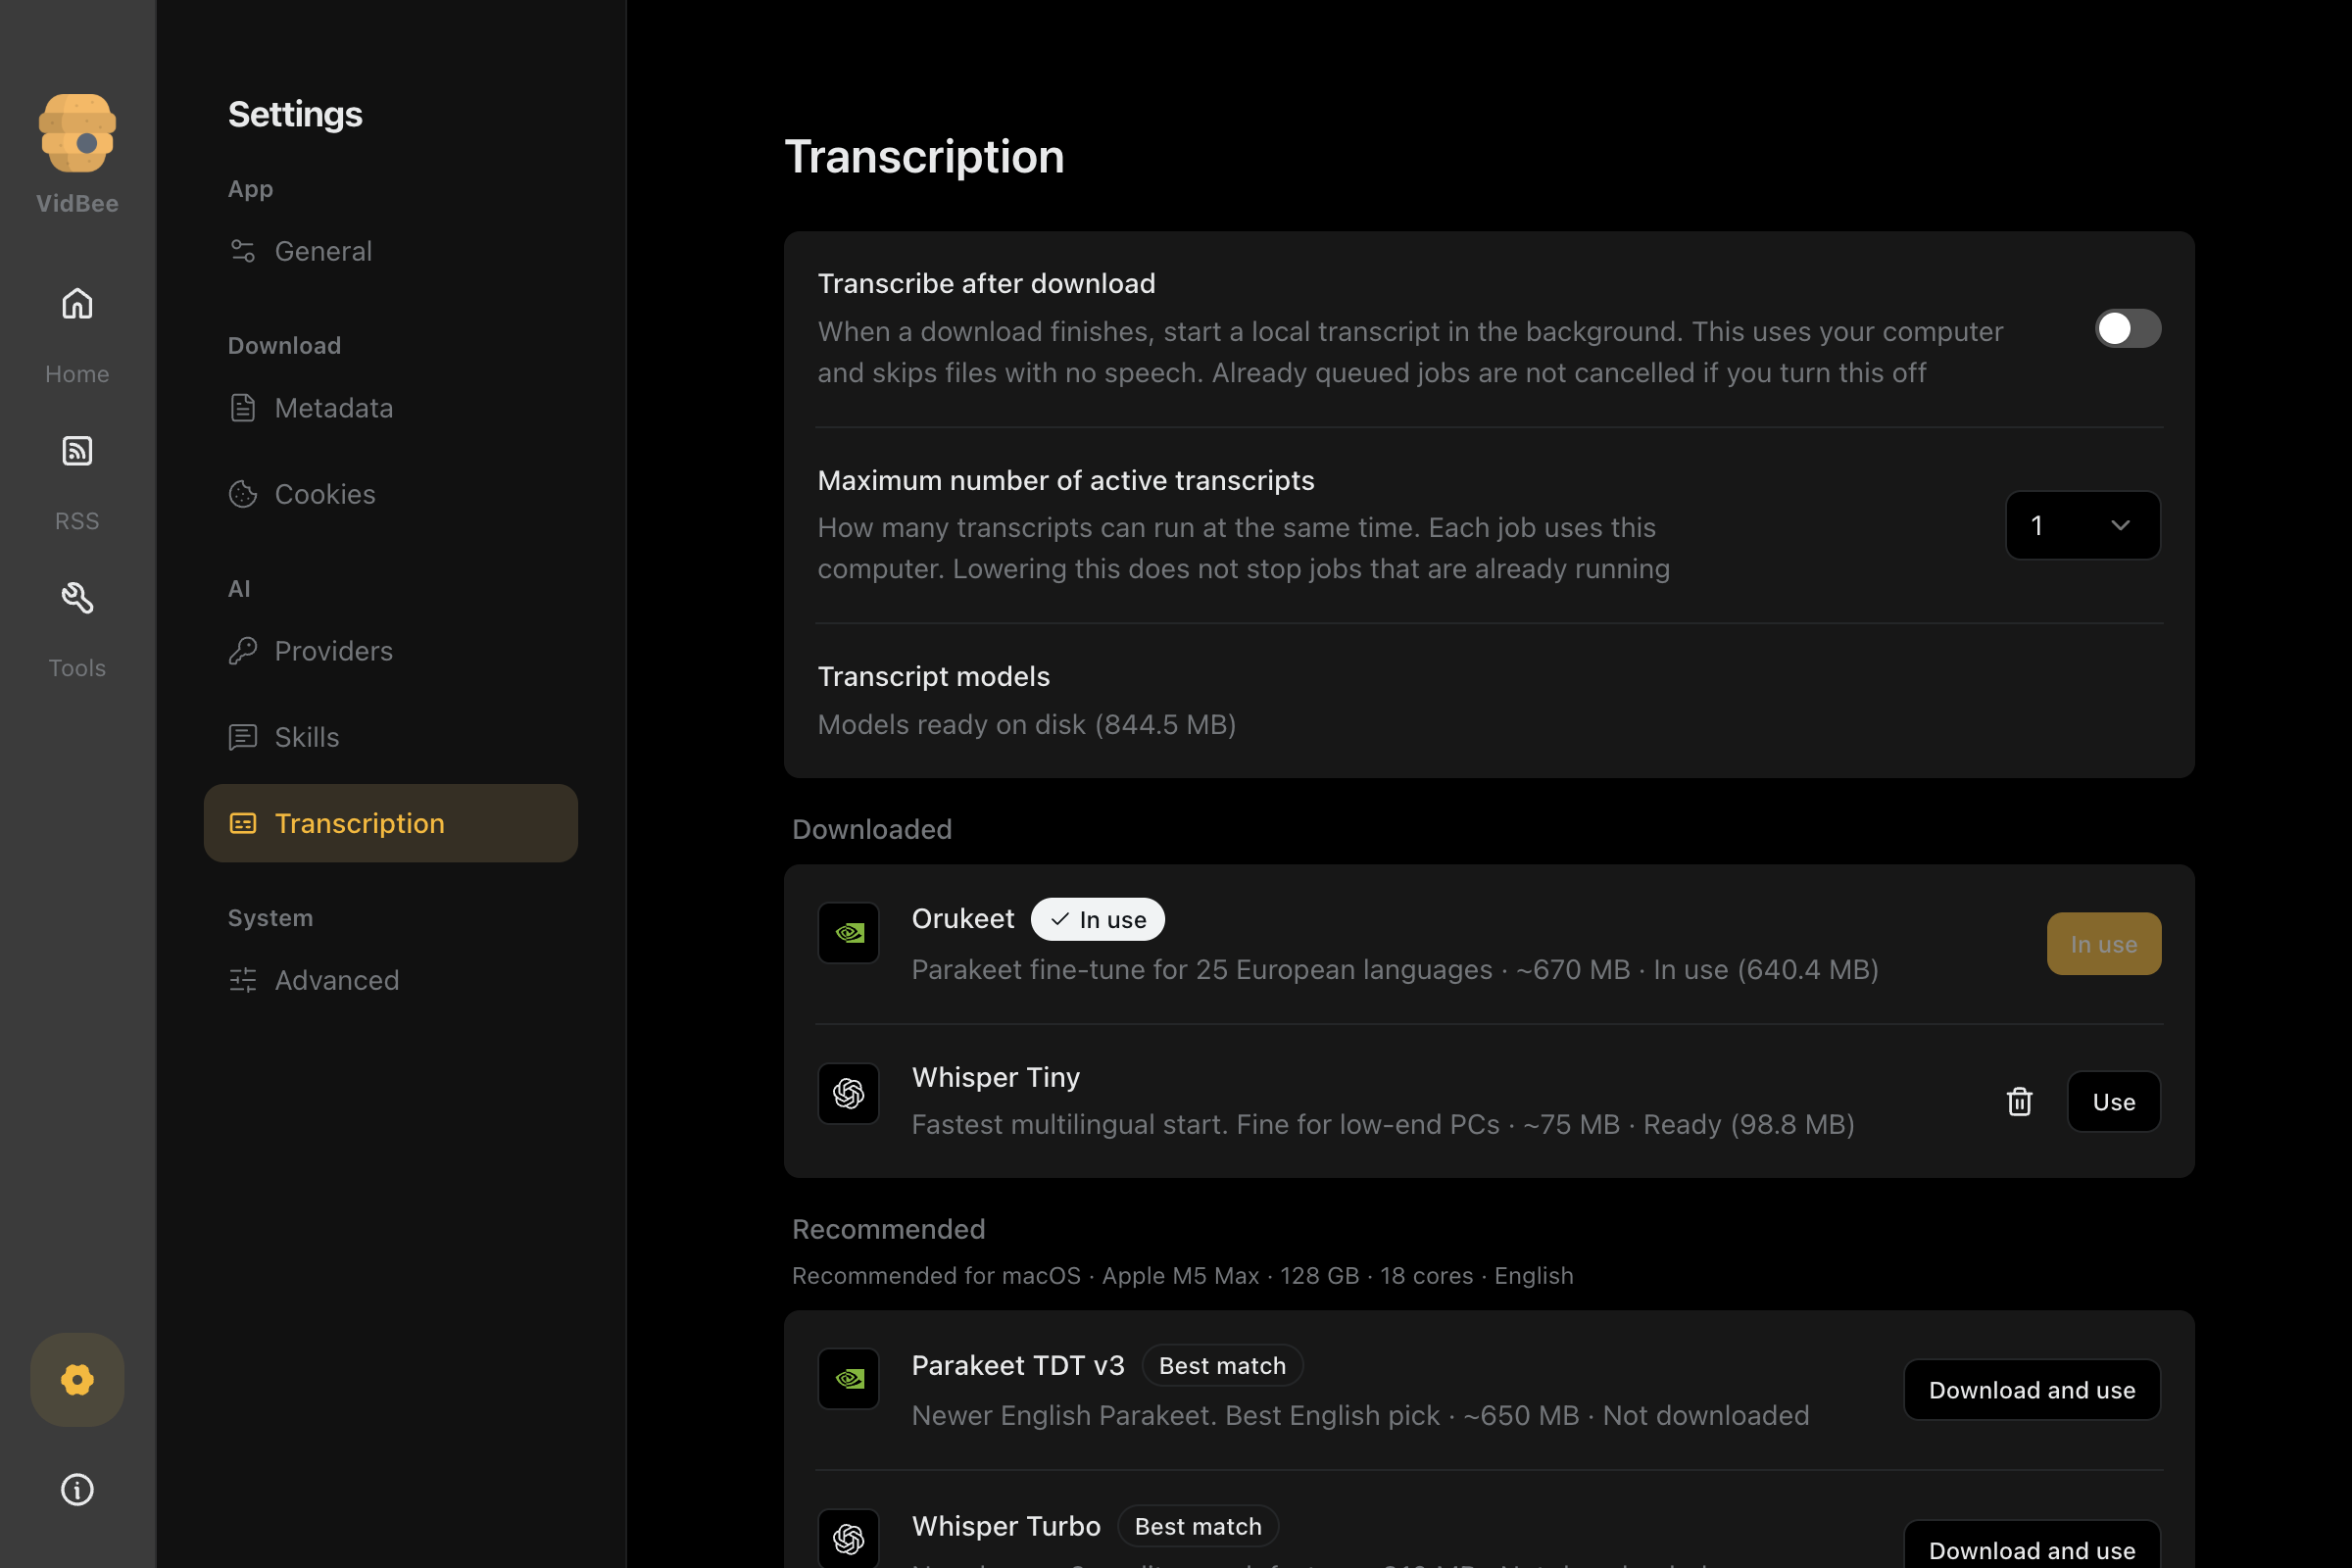 VidBee
Home
RSS
Tools
Settings
App
General
Download
Metadata
Cookies
AI
Providers
Skills
Transcription
System
Advanced
Transcription
Transcribe after download
When a download finishes, start a local transcript in the background. This uses your computer
and skips files with no speech. Already queued jobs are not cancelled if you turn this off
Maximum number of active transcripts
How many transcripts can run at the same time. Each job uses this
computer. Lowering this does not stop jobs that are already running
1
Transcript models
Models ready on disk (844.5 MB)
Downloaded
Orukeet In use
Parakeet fine-tune for 25 European languages · ~670 MB · In use (640.4 MB)
In use
Whisper Tiny
Fastest multilingual start. Fine for low-end PCs · ~75 MB · Ready (98.8 MB)
Use
Recommended
Recommended for macOS · Apple M5 Max · 128 GB · 18 cores · English
Parakeet TDT v3 Best match
Newer English Parakeet. Best English pick · ~650 MB · Not downloaded
Download and use
Whisper Turbo Best match
Download and use